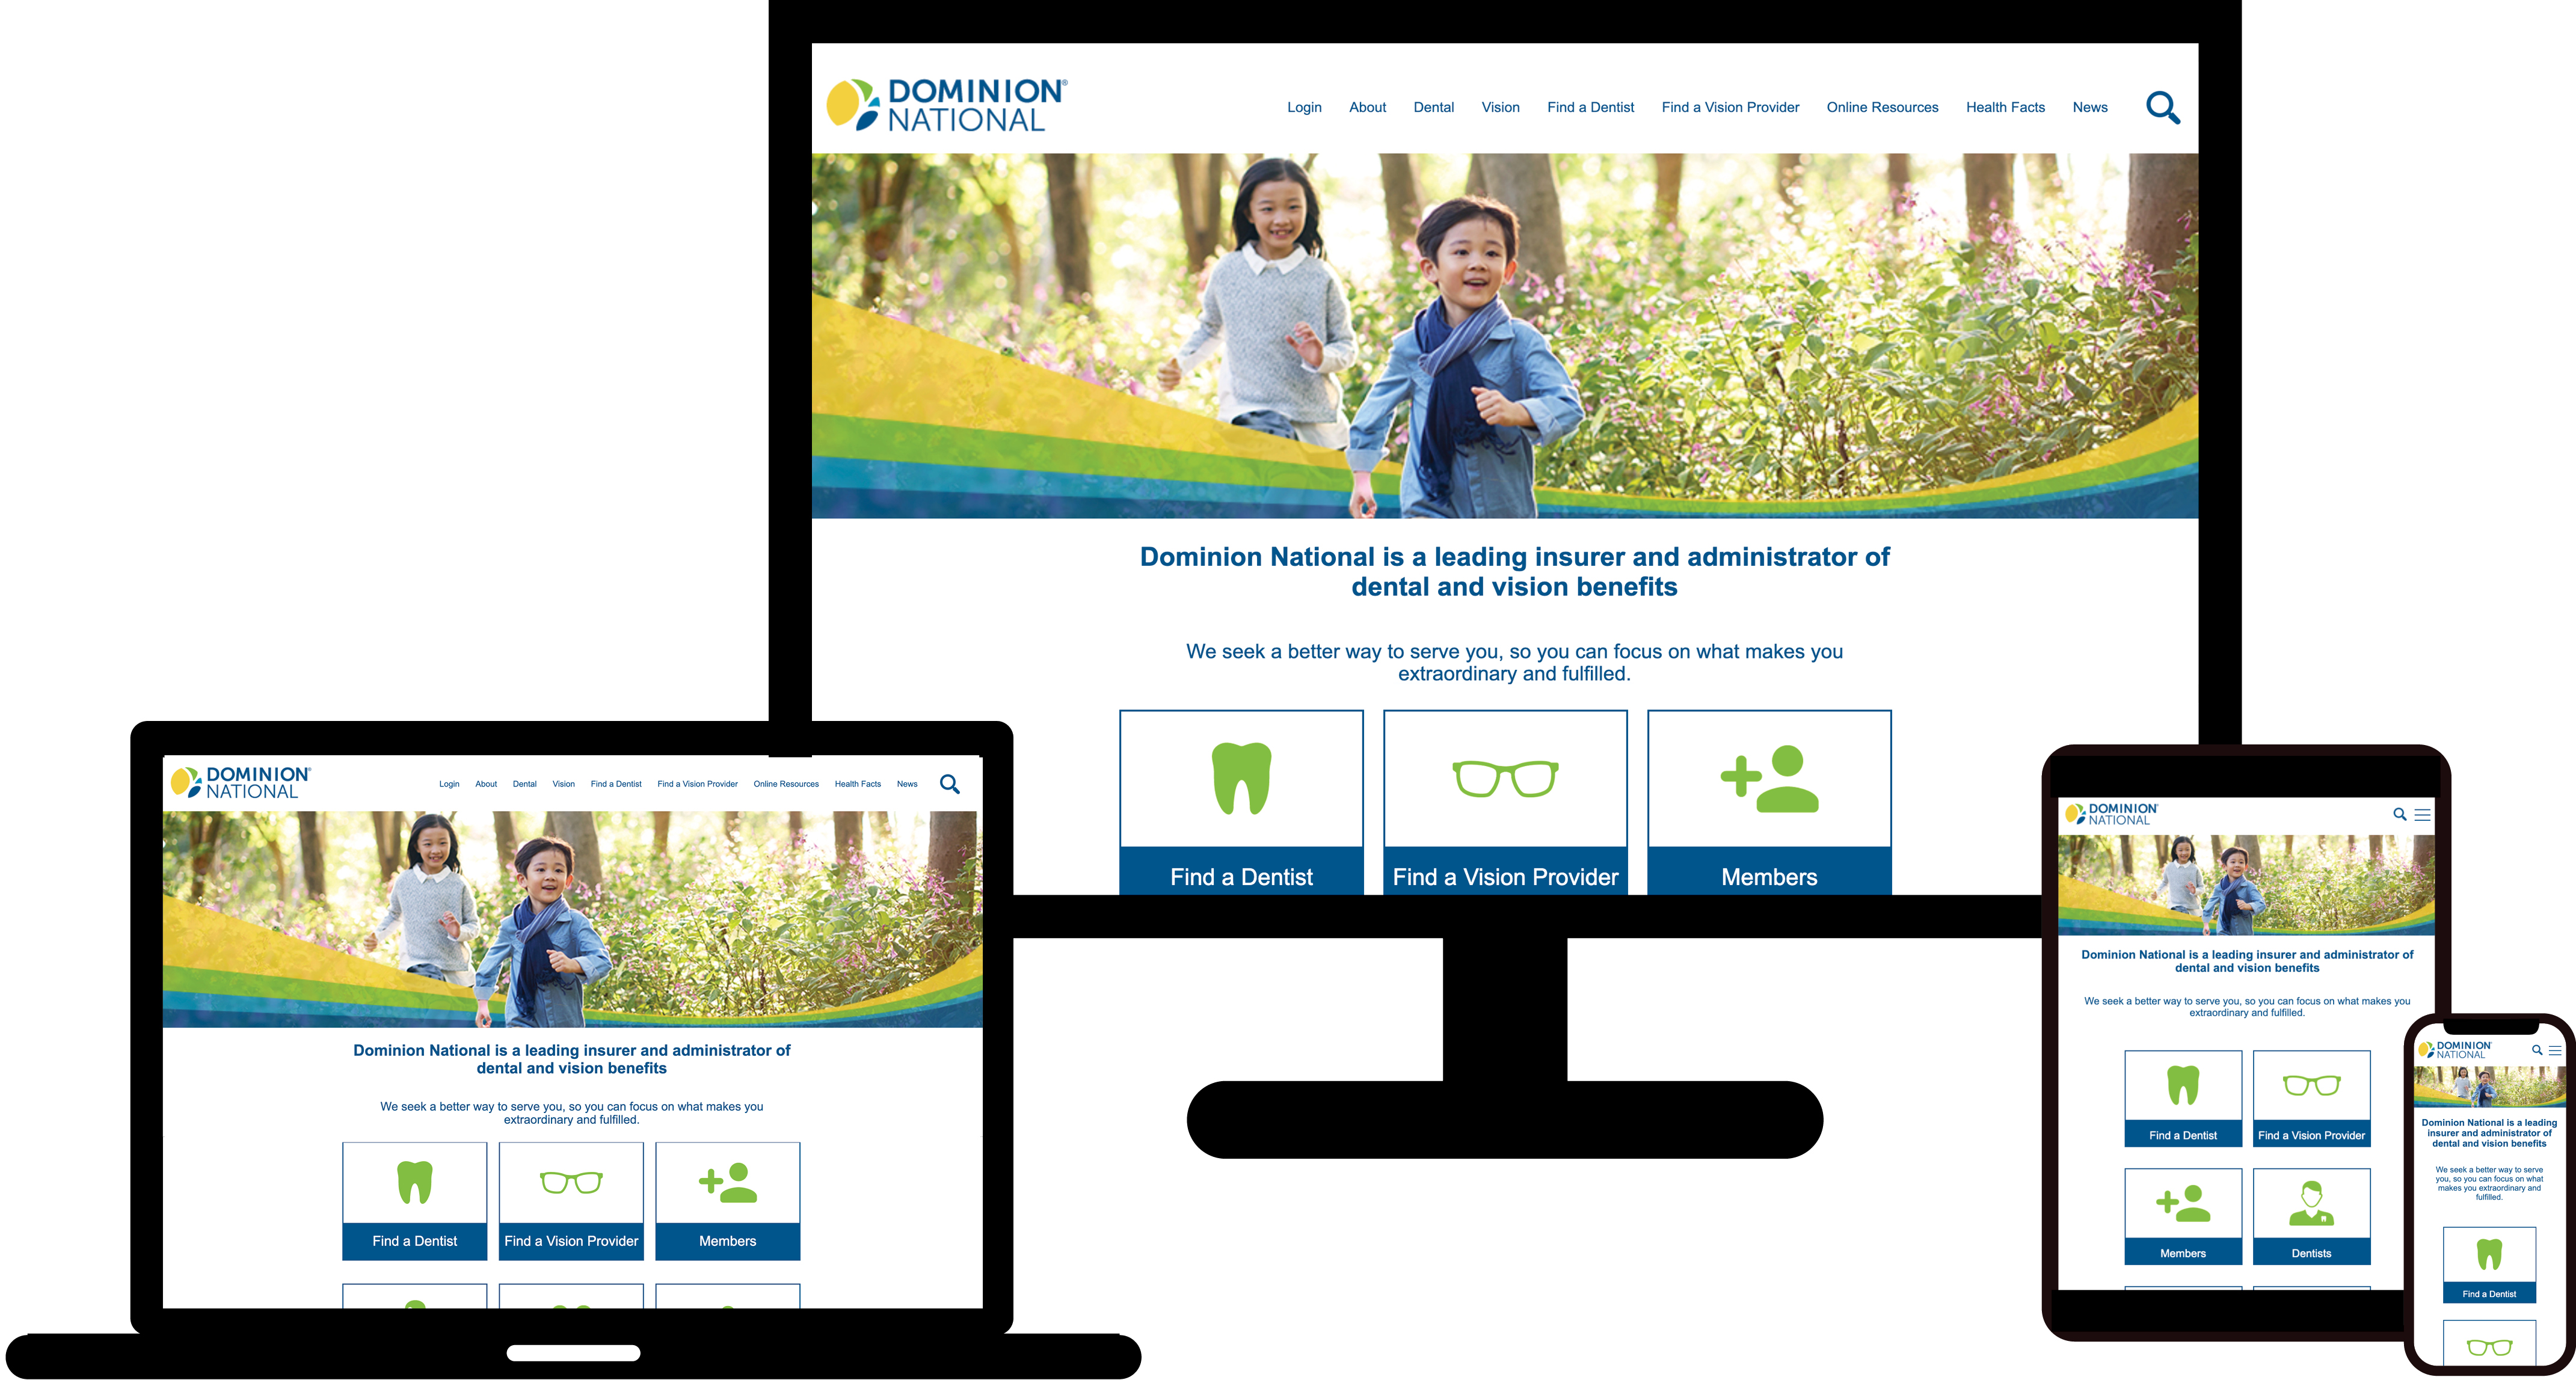 DOMINION®
NATIONAL
Login About Dental Vision Find a Dentist Find a Vision Provider Online Resources Health Facts News
Dominion National is a leading insurer and administrator of
dental and vision benefits
We seek a better way to serve you, so you can focus on what makes you
extraordinary and fulfilled.
Find a Dentist
Find a Vision Provider
Members
DOMINION®
NATIONAL
Login About Dental Vision Find a Dentist Find a Vision Provider Online Resources Health Facts News
Dominion National is a leading insurer and administrator of
dental and vision benefits
We seek a better way to serve you, so you can focus on what makes you
extraordinary and fulfilled.
Find a Dentist
Find a Vision Provider
Members
DOMINION®
NATIONAL
Dominion National is a leading insurer and administrator of
dental and vision benefits
We seek a better way to serve you, so you can focus on what makes you
extraordinary and fulfilled.
Find a Dentist
Find a Vision Provider
Members
Dentists
DOMINION®
NATIONAL
Dominion National is a leading
insurer and administrator of
dental and vision benefits
We seek a better way to serve
you, so you can focus on what
makes you extraordinary and
fulfilled.
Find a Dentist